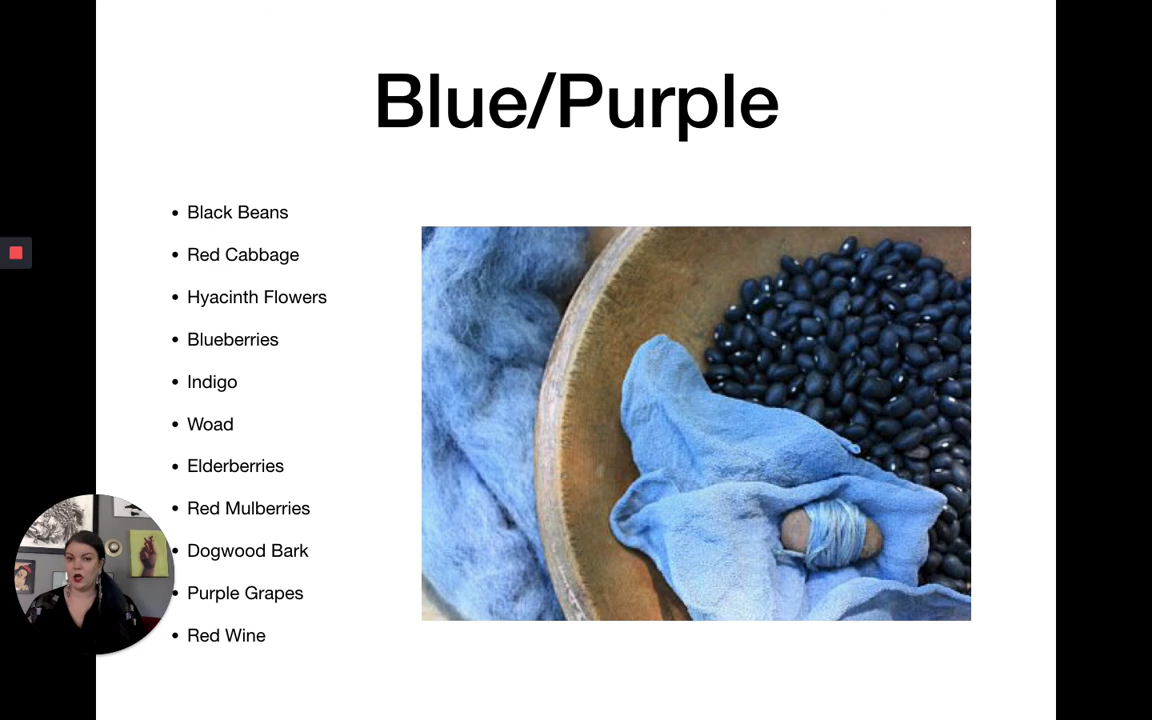 Blue/Purple
• Black Beans
• Red Cabbage
• Hyacinth Flowers
• Blueberries
• Indigo
• Woad
• Elderberries
• Red Mulberries
• Dogwood Bark
• Purple Grapes
• Red Wine